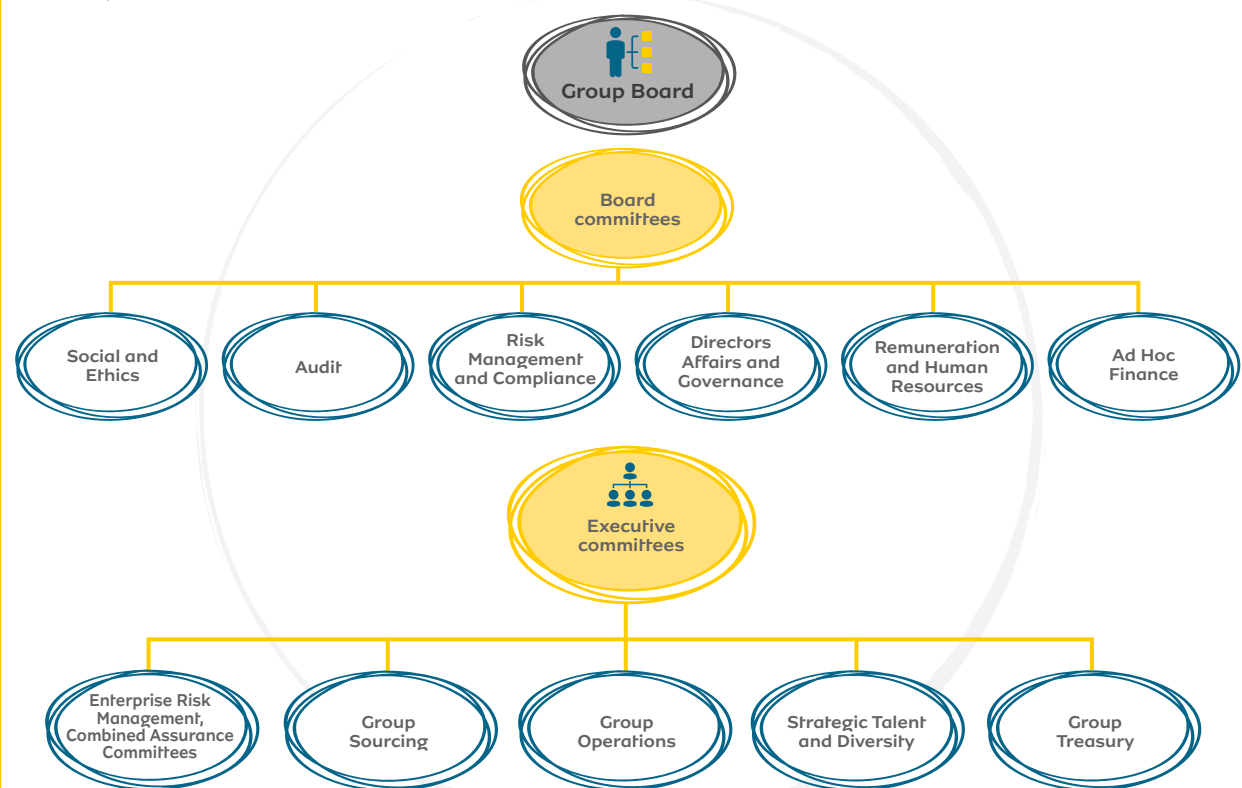 Group Board
Board
committees
Social and
Ethics
Audit
Risk
Management
and Compliance
Directors
Affairs and
Governance
Remuneration
and Human
Resources
Ad Hoc
Finance
Executive
committees
Enterprise Risk
Management,
Combined Assurance
Committees
Group
Sourcing
Group
Operations
Strategic Talent
and Diversity
Group
Treasury